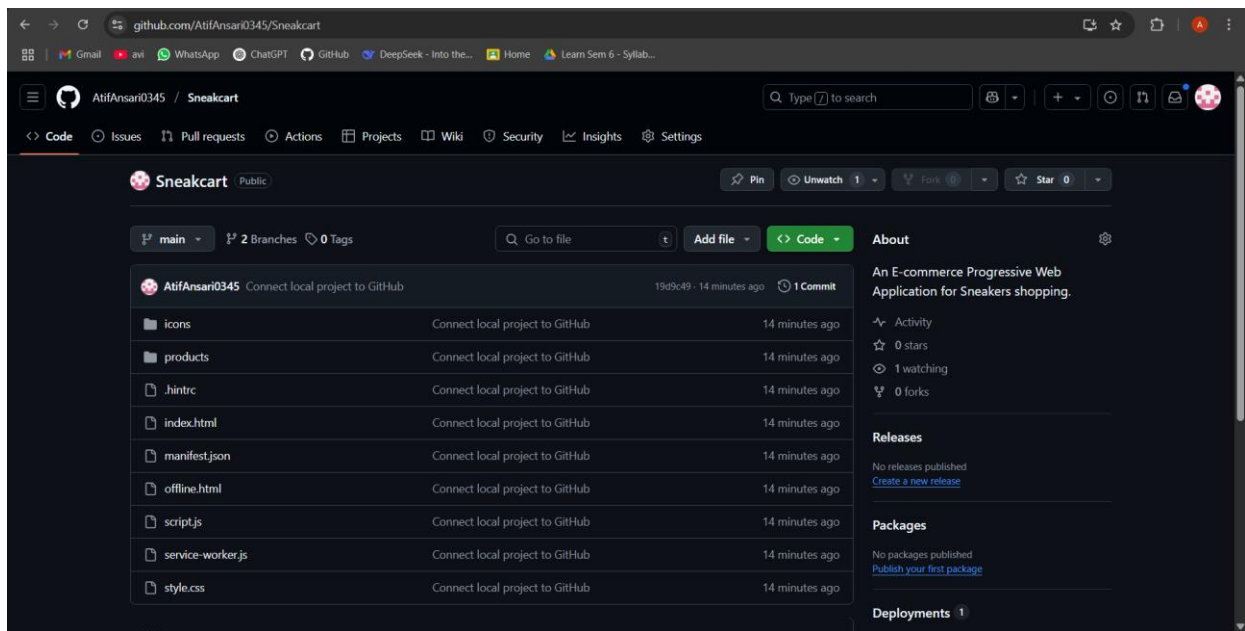 github.com/AtifAnsari0345/Sneakcart
Gmail avi WhatsApp ChatGPT GitHub DeepSeek - Into the... Home Learn Sem 6 - Syllab...
AtifAnsari0345 / Sneakcart Type / to search
Code Issues Pull requests Actions Projects Wiki Security Insights Settings
Sneakcart Public Pin Unwatch 1 Fork 0 Star 0
main 2 Branches 0 Tags Go to file t Add file <> Code
AtifAnsari0345 Connect local project to GitHub 19d9c49 · 14 minutes ago 1 Commit
icons Connect local project to GitHub 14 minutes ago
products Connect local project to GitHub 14 minutes ago
.hintrc Connect local project to GitHub 14 minutes ago
index.html Connect local project to GitHub 14 minutes ago
manifest.json Connect local project to GitHub 14 minutes ago
offline.html Connect local project to GitHub 14 minutes ago
script.js Connect local project to GitHub 14 minutes ago
service-worker.js Connect local project to GitHub 14 minutes ago
style.css Connect local project to GitHub 14 minutes ago
About
An E-commerce Progressive Web
Application for Sneakers shopping.
Activity
0 stars
1 watching
0 forks
Releases
No releases published
Create a new release
Packages
No packages published
Publish your first package
Deployments 1